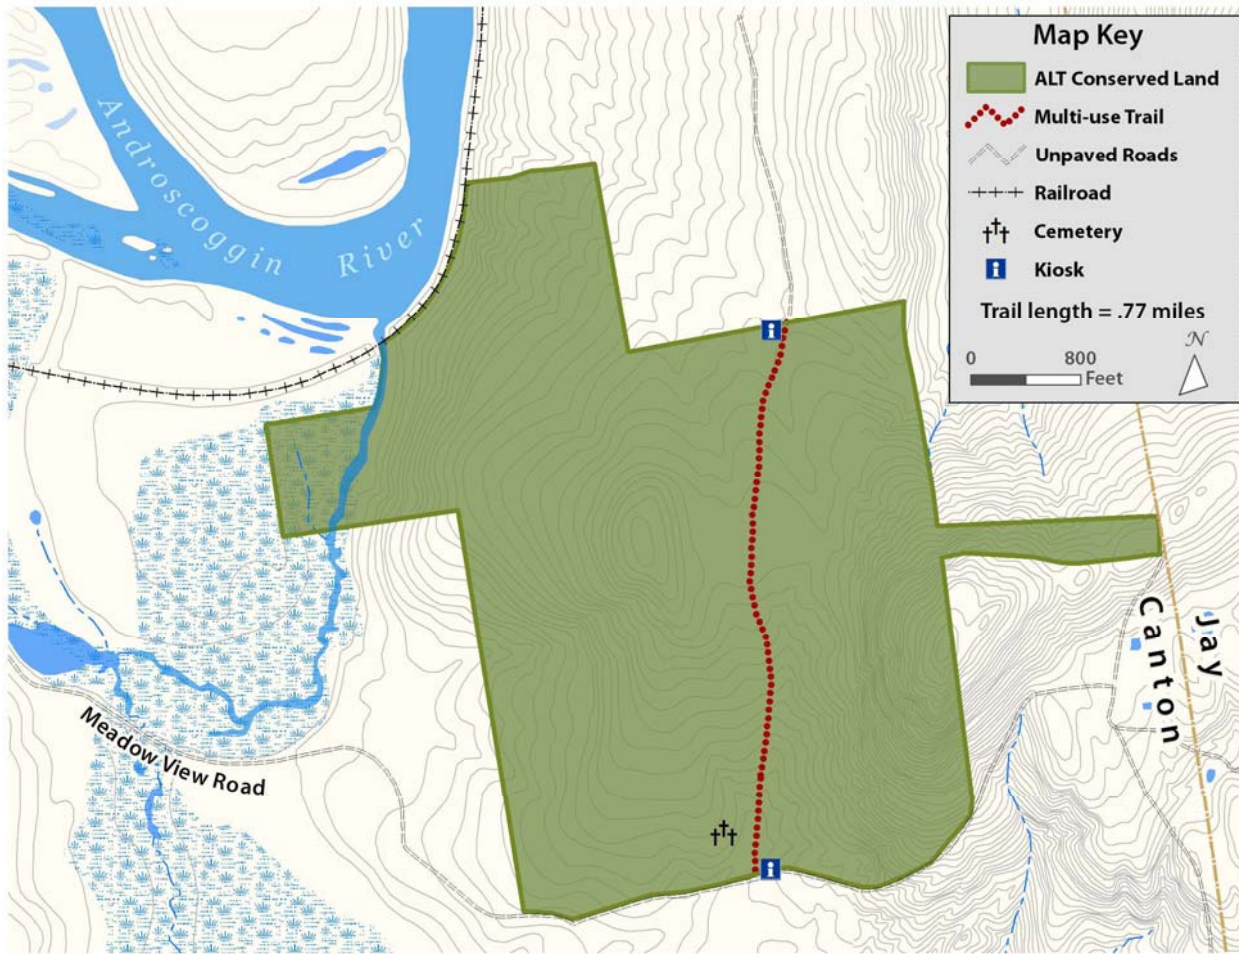 Map Key
ALT Conserved Land
Multi-use Trail
Unpaved Roads
Railroad
Cemetery
Kiosk
Trail length = .77 miles
N
0 800
Feet
Androscoggin River
i
i
Meadow View Road
Canton
Jay